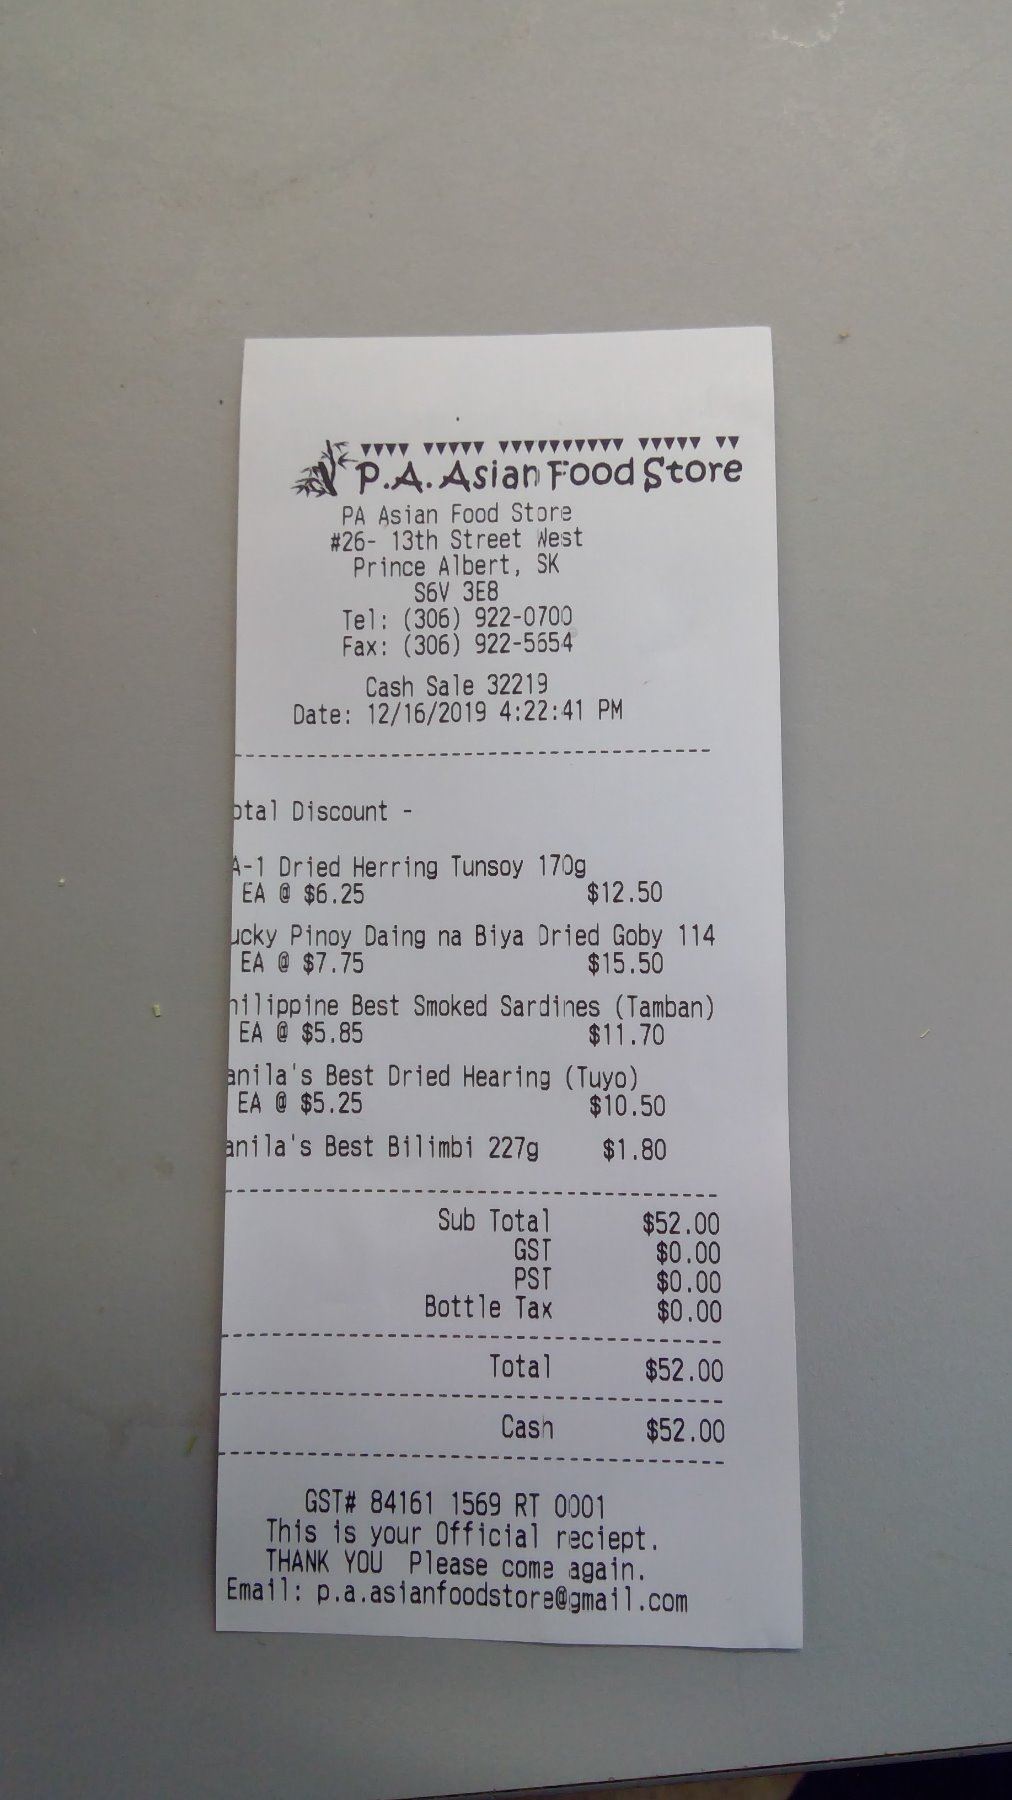 P.A. Asian Food Store
PA Asian Food Store
#26- 13th Street West
Prince Albert, SK
S6V 3E8
Tel: (306) 922-0700
Fax: (306) 922-5654
Cash Sale 32219
Date: 12/16/2019 4:22:41 PM
otal Discount -
A-1 Dried Herring Tunsoy 170g
EA @ $6.25 $12.50
ucky Pinoy Daing na Biya Dried Goby 114
EA @ $7.75 $15.50
hilippine Best Smoked Sardines (Tamban)
EA @ $5.85 $11.70
anila's Best Dried Hearing (Tuyo)
EA @ $5.25 $10.50
anila's Best Bilimbi 227g $1.80
Sub Total $52.00
GST $0.00
PST $0.00
Bottle Tax $0.00
Total $52.00
Cash $52.00
GST# 84161 1569 RT 0001
This is your Official reciept.
THANK YOU Please come again.
Email: p.a.asianfoodstore@gmail.com